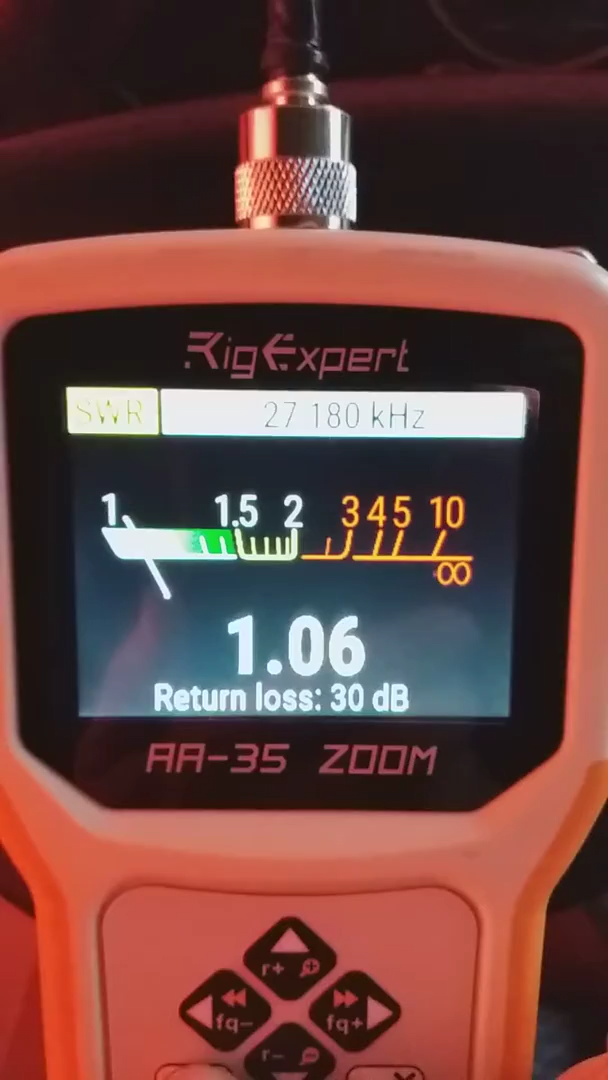 RigExpert
SWR 27 180 kHz
1 1.5 2 3 4 5 10
∞
1.06
Return loss: 30 dB
AA-35 ZOOM
r+
fq- fq+
r-